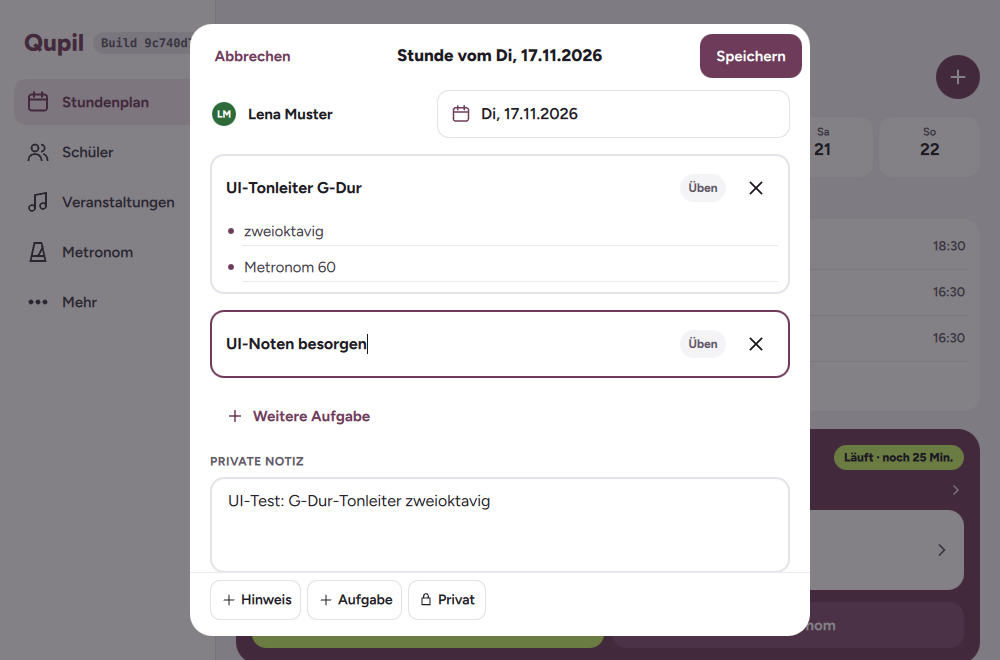 Qupil
Build 9c740d
Stundenplan
Schüler
Veranstaltungen
Metronom
Mehr
Abbrechen
Stunde vom Di, 17.11.2026
Speichern
LM
Lena Muster
Di, 17.11.2026
UI-Tonleiter G-Dur
Üben
zweioktavig
Metronom 60
UI-Noten besorgen
Üben
Weitere Aufgabe
PRIVATE NOTIZ
UI-Test: G-Dur-Tonleiter zweioktavig
Hinweis
Aufgabe
Privat
Sa
21
So
22
18:30
16:30
16:30
Läuft · noch 25 Min.
nom